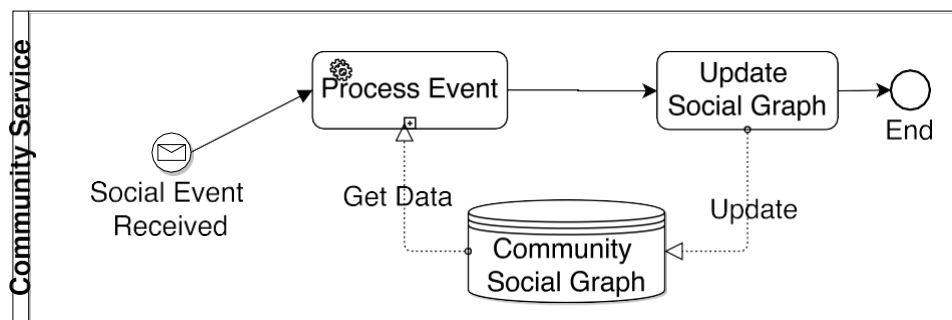 Community Service
Process Event
Update
Social Graph
End
Social Event
Received
Get Data
Update
Community
Social Graph